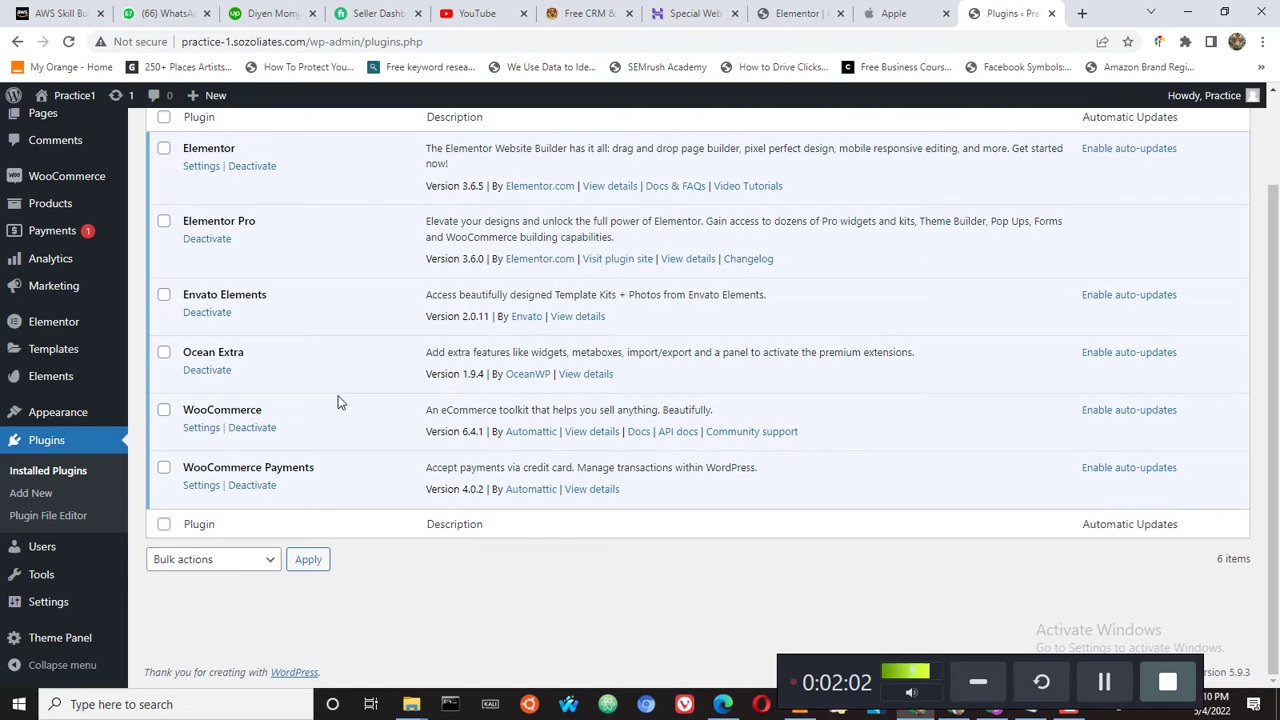 AWS Skill Bu
(66) WhatsA
Diyen Momj
Seller Dashb
YouTube
Free CRM &
Special Wel
Elementor | A
Apple
Plugins ‹ Pra
Not secure
practice-1.sozoliates.com/wp-admin/plugins.php
My Orange - Home
250+ Places Artists...
How To Protect You...
Free keyword resea...
We Use Data to Ide...
SEMrush Academy
How to Drive Clicks...
Free Business Cour...
Facebook Symbols:...
Amazon Brand Regi...
»
Practice1
1
0
New
Howdy, Practice
Pages
Comments
WooCommerce
Products
Payments 1
Analytics
Marketing
Elementor
Templates
Elements
Appearance
Plugins
Installed Plugins
Add New
Plugin File Editor
Users
Tools
Settings
Theme Panel
Collapse menu
Plugin
Description
Automatic Updates
Elementor
Settings | Deactivate
The Elementor Website Builder has it all: drag and drop page builder, pixel perfect design, mobile responsive editing, and more. Get started
now!
Version 3.6.5 | By Elementor.com | View details | Docs & FAQs | Video Tutorials
Enable auto-updates
Elementor Pro
Deactivate
Elevate your designs and unlock the full power of Elementor. Gain access to dozens of Pro widgets and kits, Theme Builder, Pop Ups, Forms
and WooCommerce building capabilities.
Version 3.6.0 | By Elementor.com | Visit plugin site | View details | Changelog
Envato Elements
Deactivate
Access beautifully designed Template Kits + Photos from Envato Elements.
Version 2.0.11 | By Envato | View details
Enable auto-updates
Ocean Extra
Deactivate
Add extra features like widgets, metaboxes, import/export and a panel to activate the premium extensions.
Version 1.9.4 | By OceanWP | View details
Enable auto-updates
WooCommerce
Settings | Deactivate
An eCommerce toolkit that helps you sell anything. Beautifully.
Version 6.4.1 | By Automattic | View details | Docs | API docs | Community support
Enable auto-updates
WooCommerce Payments
Settings | Deactivate
Accept payments via credit card. Manage transactions within WordPress.
Version 4.0.2 | By Automattic | View details
Enable auto-updates
Plugin
Description
Automatic Updates
Bulk actions
Apply
6 items
Activate Windows
Go to Settings to activate Windows.
Thank you for creating with WordPress.
ersion 5.9.3
0:02:02
Type here to search
KALI
:10 PM
5/4/2022